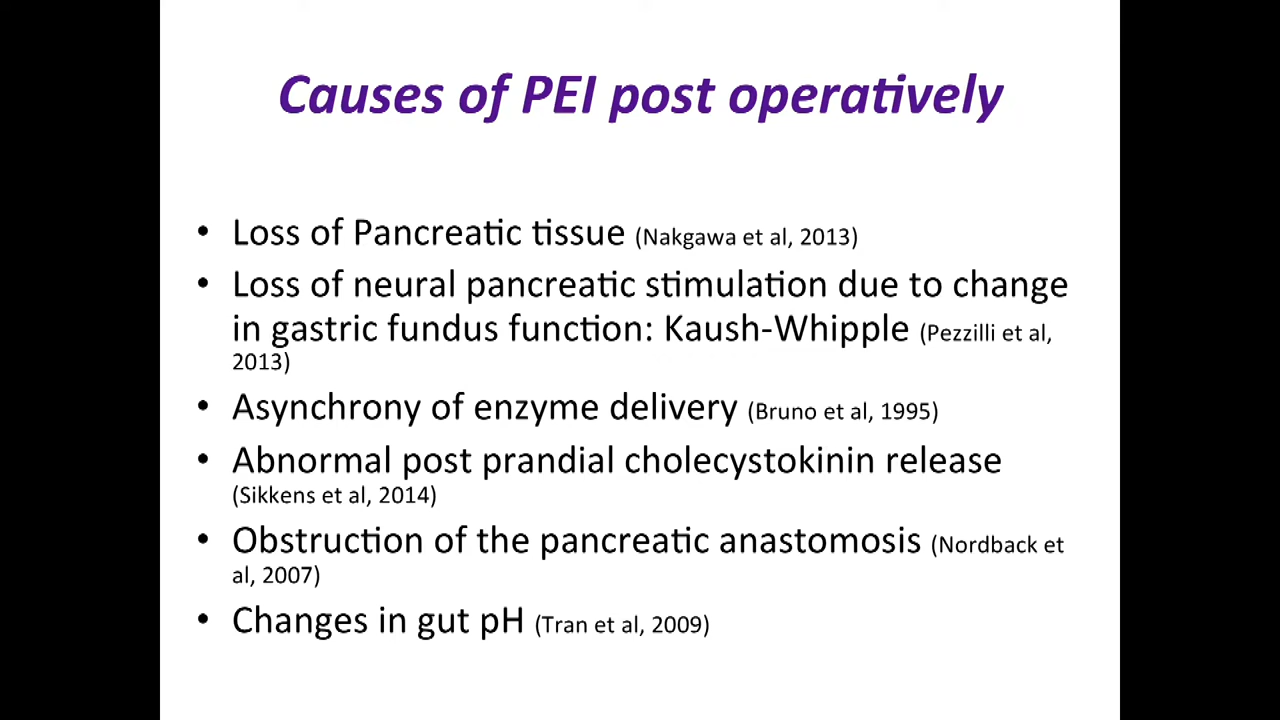 Causes of PEI post operatively
• Loss of Pancreatic tissue (Nakgawa et al, 2013)
• Loss of neural pancreatic stimulation due to change
in gastric fundus function: Kaush-Whipple (Pezzilli et al,
2013)
• Asynchrony of enzyme delivery (Bruno et al, 1995)
• Abnormal post prandial cholecystokinin release
(Sikkens et al, 2014)
• Obstruction of the pancreatic anastomosis (Nordback et
al, 2007)
• Changes in gut pH (Tran et al, 2009)